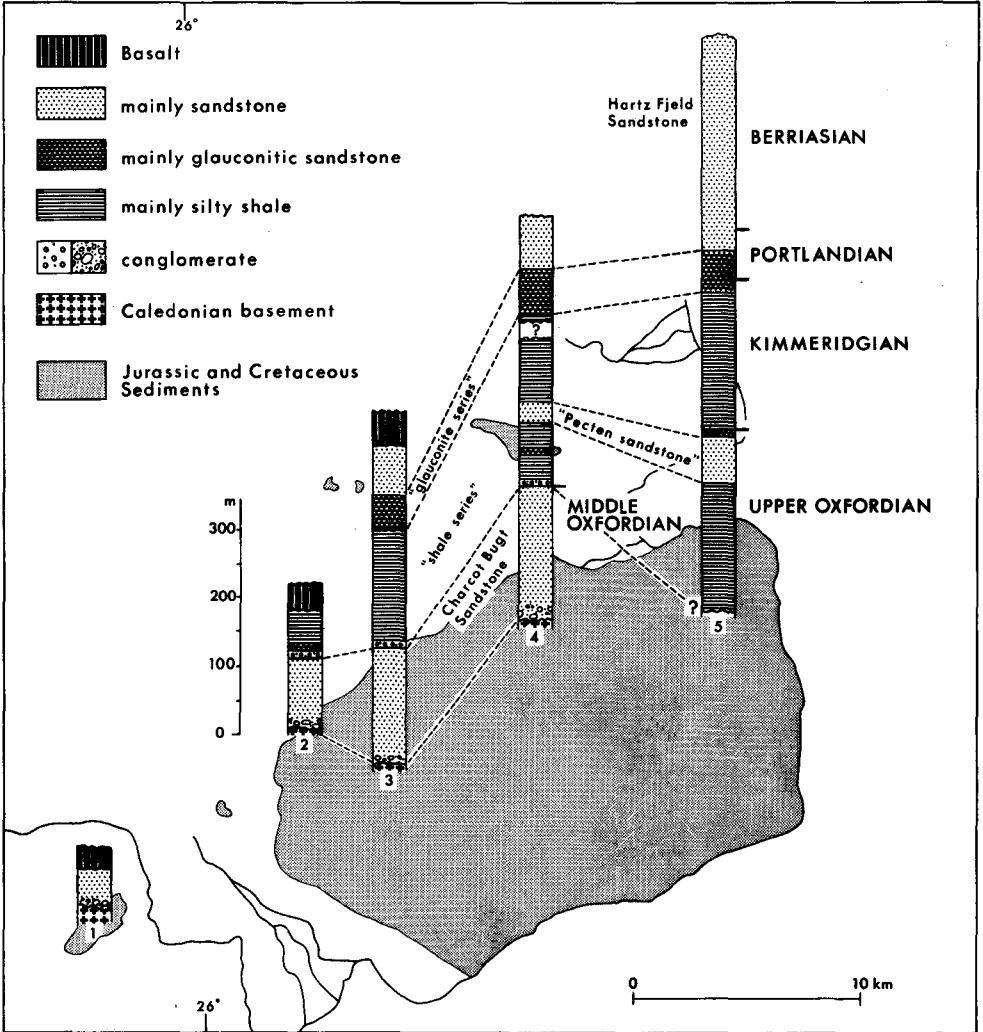 26°
Basalt
mainly sandstone
mainly glauconitic sandstone
mainly silty shale
conglomerate
Caledonian basement
Jurassic and Cretaceous
Sediments
Hartz Fjeld
Sandstone
BERRIASIAN
PORTLANDIAN
KIMMERIDGIAN
UPPER OXFORDIAN
MIDDLE
OXFORDIAN
"glauconite series"
"shale series"
"Pecten sandstone"
Charcot Bugt
Sandstone
?
?
m
300
200
100
0
1
2
3
4
5
26°
0
10 km